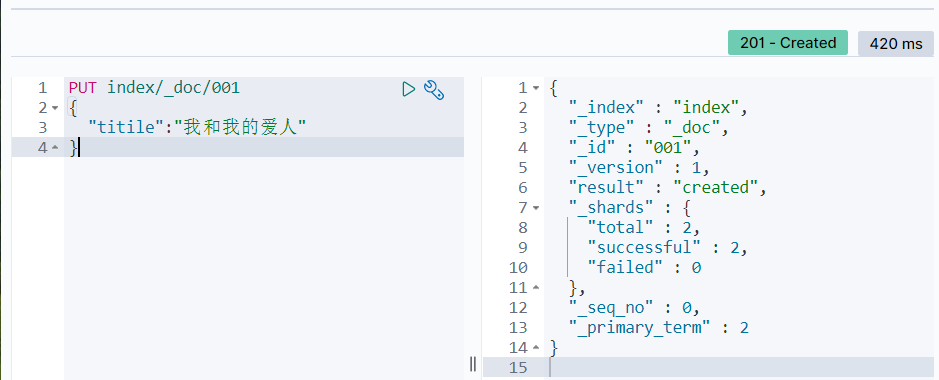 201 - Created
420 ms
1 PUT index/_doc/001
2 {
3 "titile":"我和我的爱人"
4 }
1 {
2 "_index" : "index",
3 "_type" : "_doc",
4 "_id" : "001",
5 "_version" : 1,
6 "result" : "created",
7 "_shards" : {
8 "total" : 2,
9 "successful" : 2,
10 "failed" : 0
11 },
12 "_seq_no" : 0,
13 "_primary_term" : 2
14 }
15